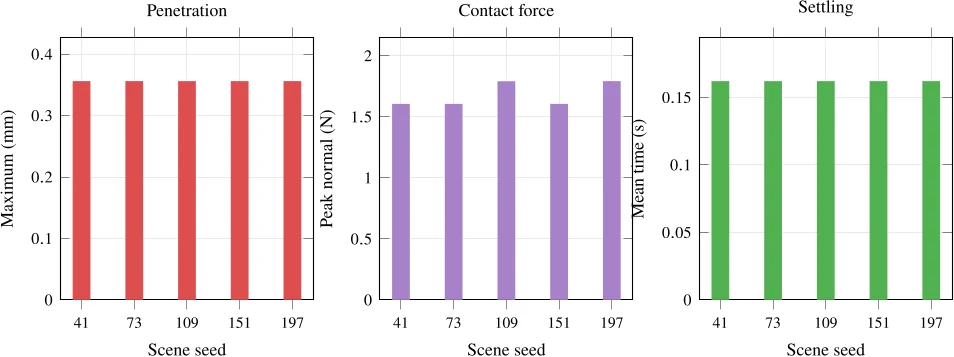 Penetration
Maximum (mm)
0.4
0.3
0.2
0.1
0
41 73 109 151 197
Scene seed
Contact force
Peak normal (N)
2
1.5
1
0.5
0
41 73 109 151 197
Scene seed
Settling
Mean time (s)
0.15
0.1
0.05
0
41 73 109 151 197
Scene seed